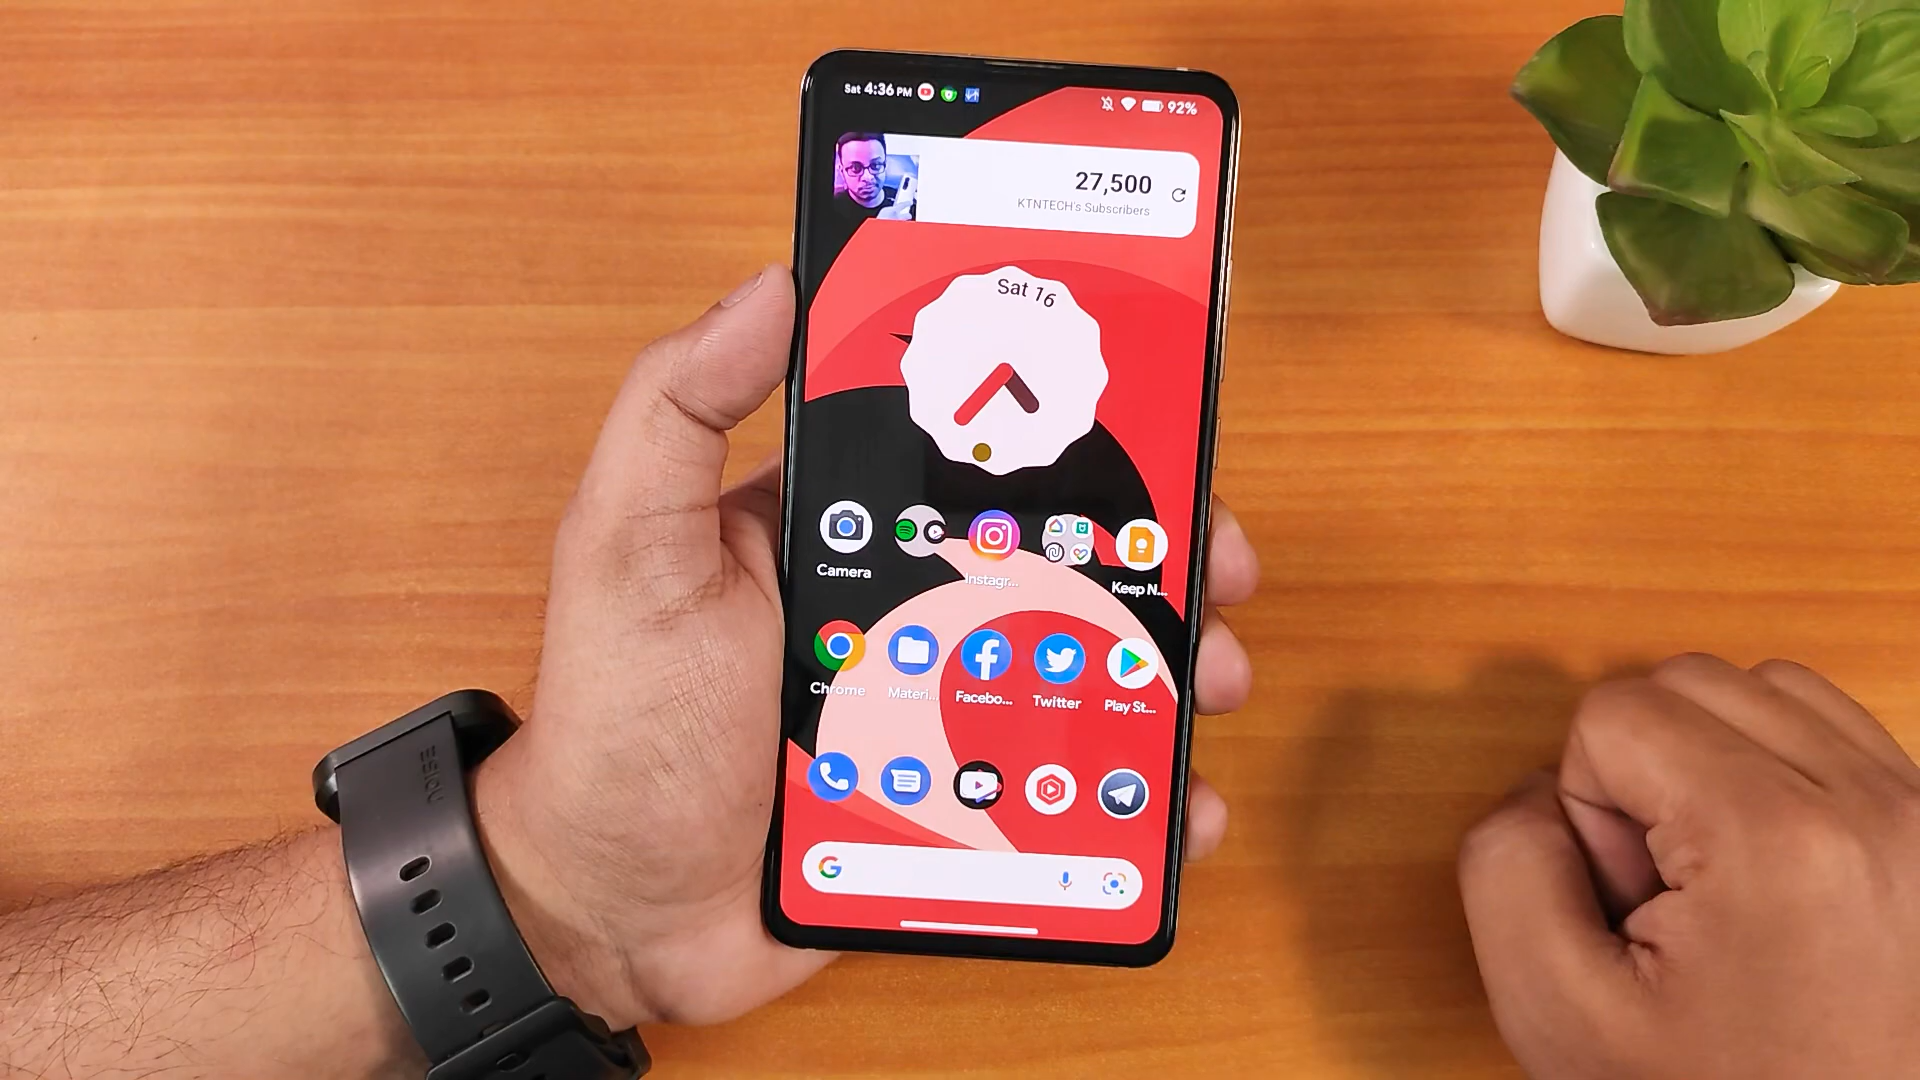 Sat 4:36 PM
92%
27,500
KTNTECH's Subscribers
Sat 16
Camera
Instagr...
Keep N...
Chrome
Materi...
Facebo...
Twitter
Play St...
G
NOISE